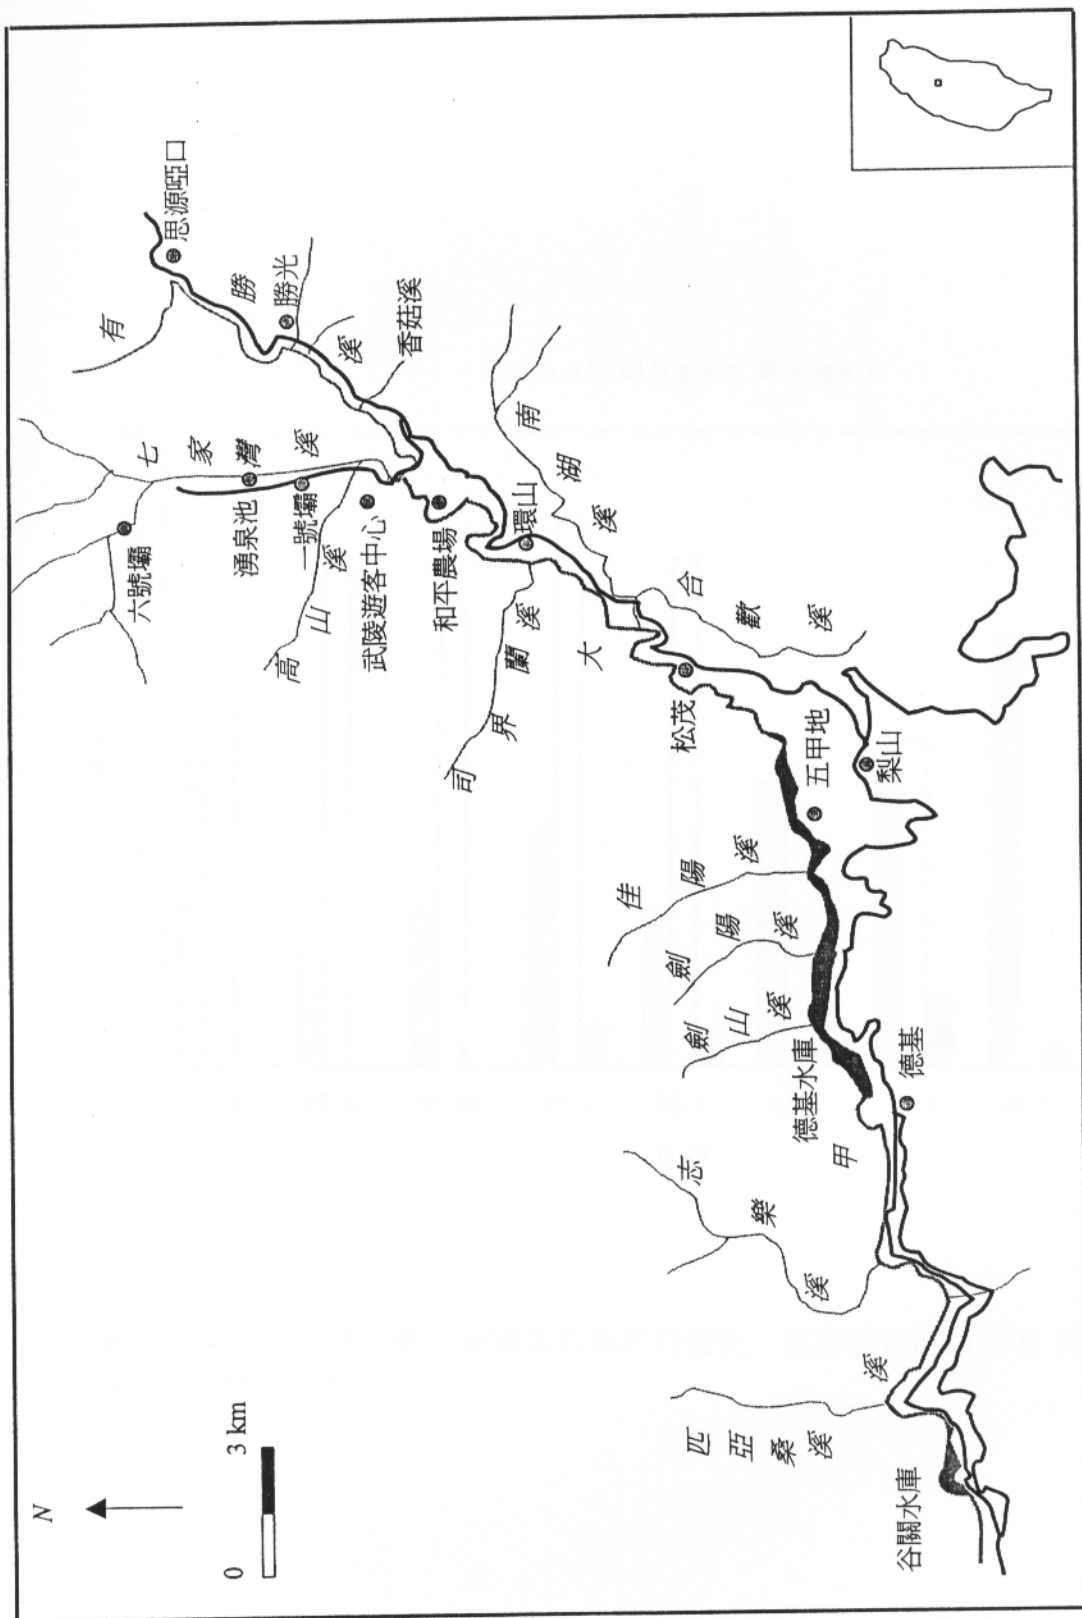 N
0 3 km
思源啞口
有勝溪
勝光
香菇溪
七家灣溪
六號壩
湧泉池
一號壩
高山溪
武陵遊客中心
和平農場
環山
南湖溪
司界蘭溪
合歡溪
大甲溪
松茂
五甲地
梨山
佳陽溪
劍陽溪
劍山溪
德基水庫
德基
志樂溪
匹亞桑溪
谷關水庫